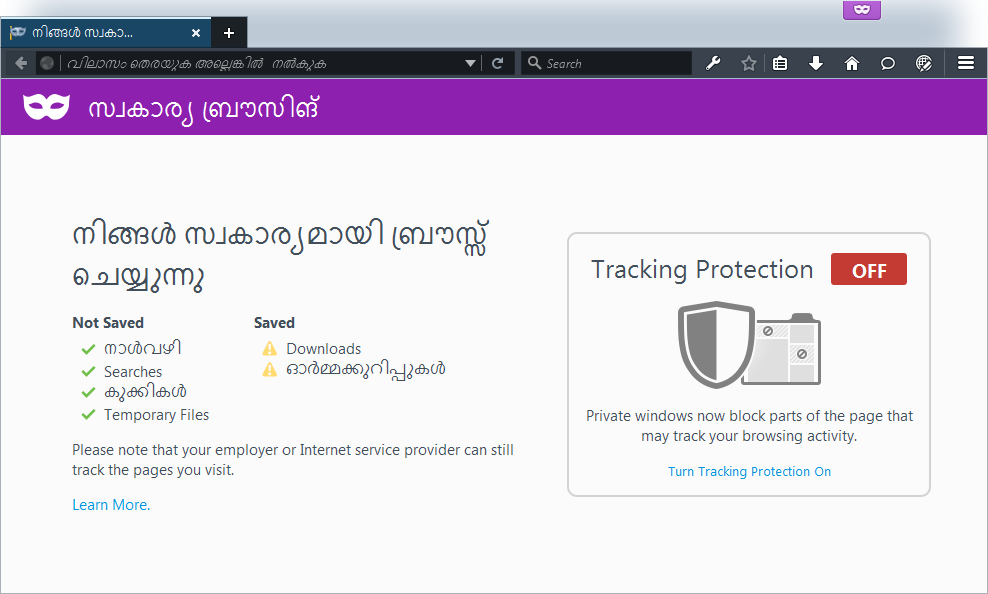 നിങ്ങൾ സ്വകാ...
വിലാസം തെരയുക അല്ലെങ്കിൽ നൽകുക
Search
സ്വകാര്യ ബ്രൗസിങ്
നിങ്ങൾ സ്വകാര്യമായി ബ്രൗസ്സ്
ചെയ്യുന്നു
Not Saved
നാൾവഴി
Searches
കുക്കികൾ
Temporary Files
Saved
Downloads
ഓർമ്മക്കുറിപ്പുകൾ
Please note that your employer or Internet service provider can still
track the pages you visit.
Learn More.
Tracking Protection OFF
Private windows now block parts of the page that
may track your browsing activity.
Turn Tracking Protection On